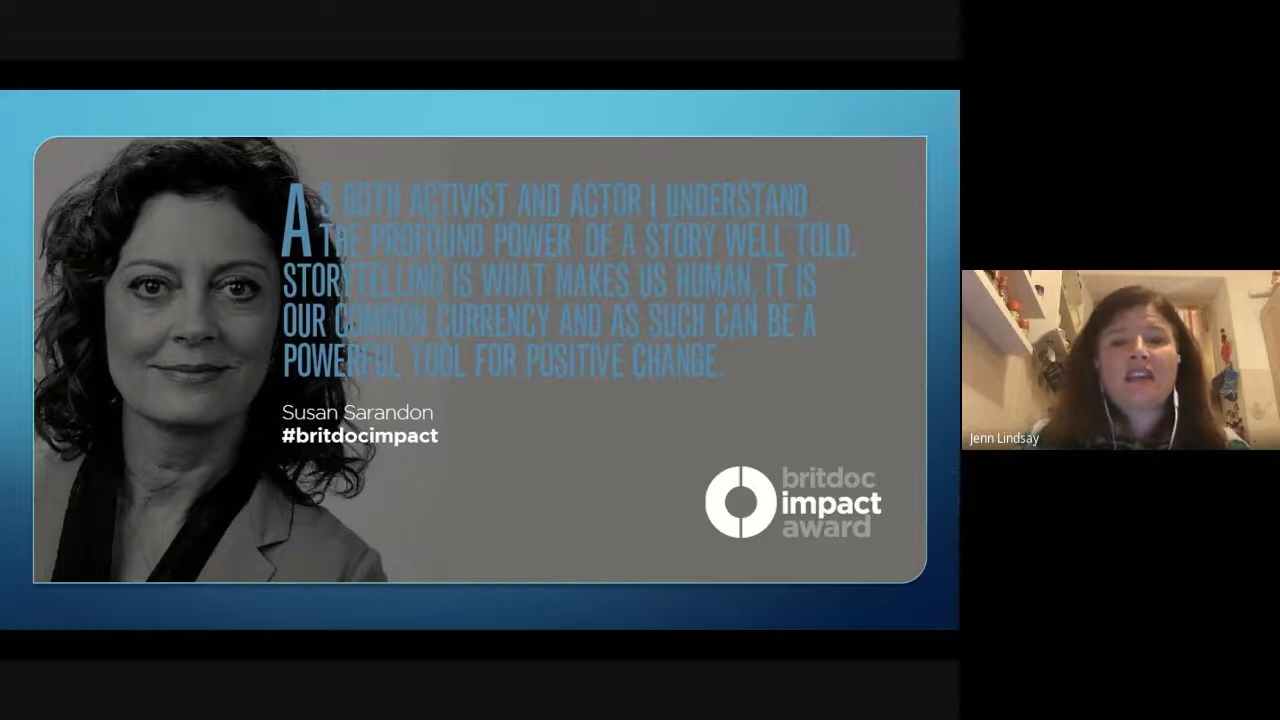 AS BOTH ACTIVIST AND ACTOR I UNDERSTAND
THE PROFOUND POWER OF A STORY WELL TOLD.
STORYTELLING IS WHAT MAKES US HUMAN, IT IS
OUR COMMON CURRENCY AND AS SUCH CAN BE A
POWERFUL TOOL FOR POSITIVE CHANGE.
Susan Sarandon
#britdocimpact
britdoc
impact
award
Jenn Lindsay